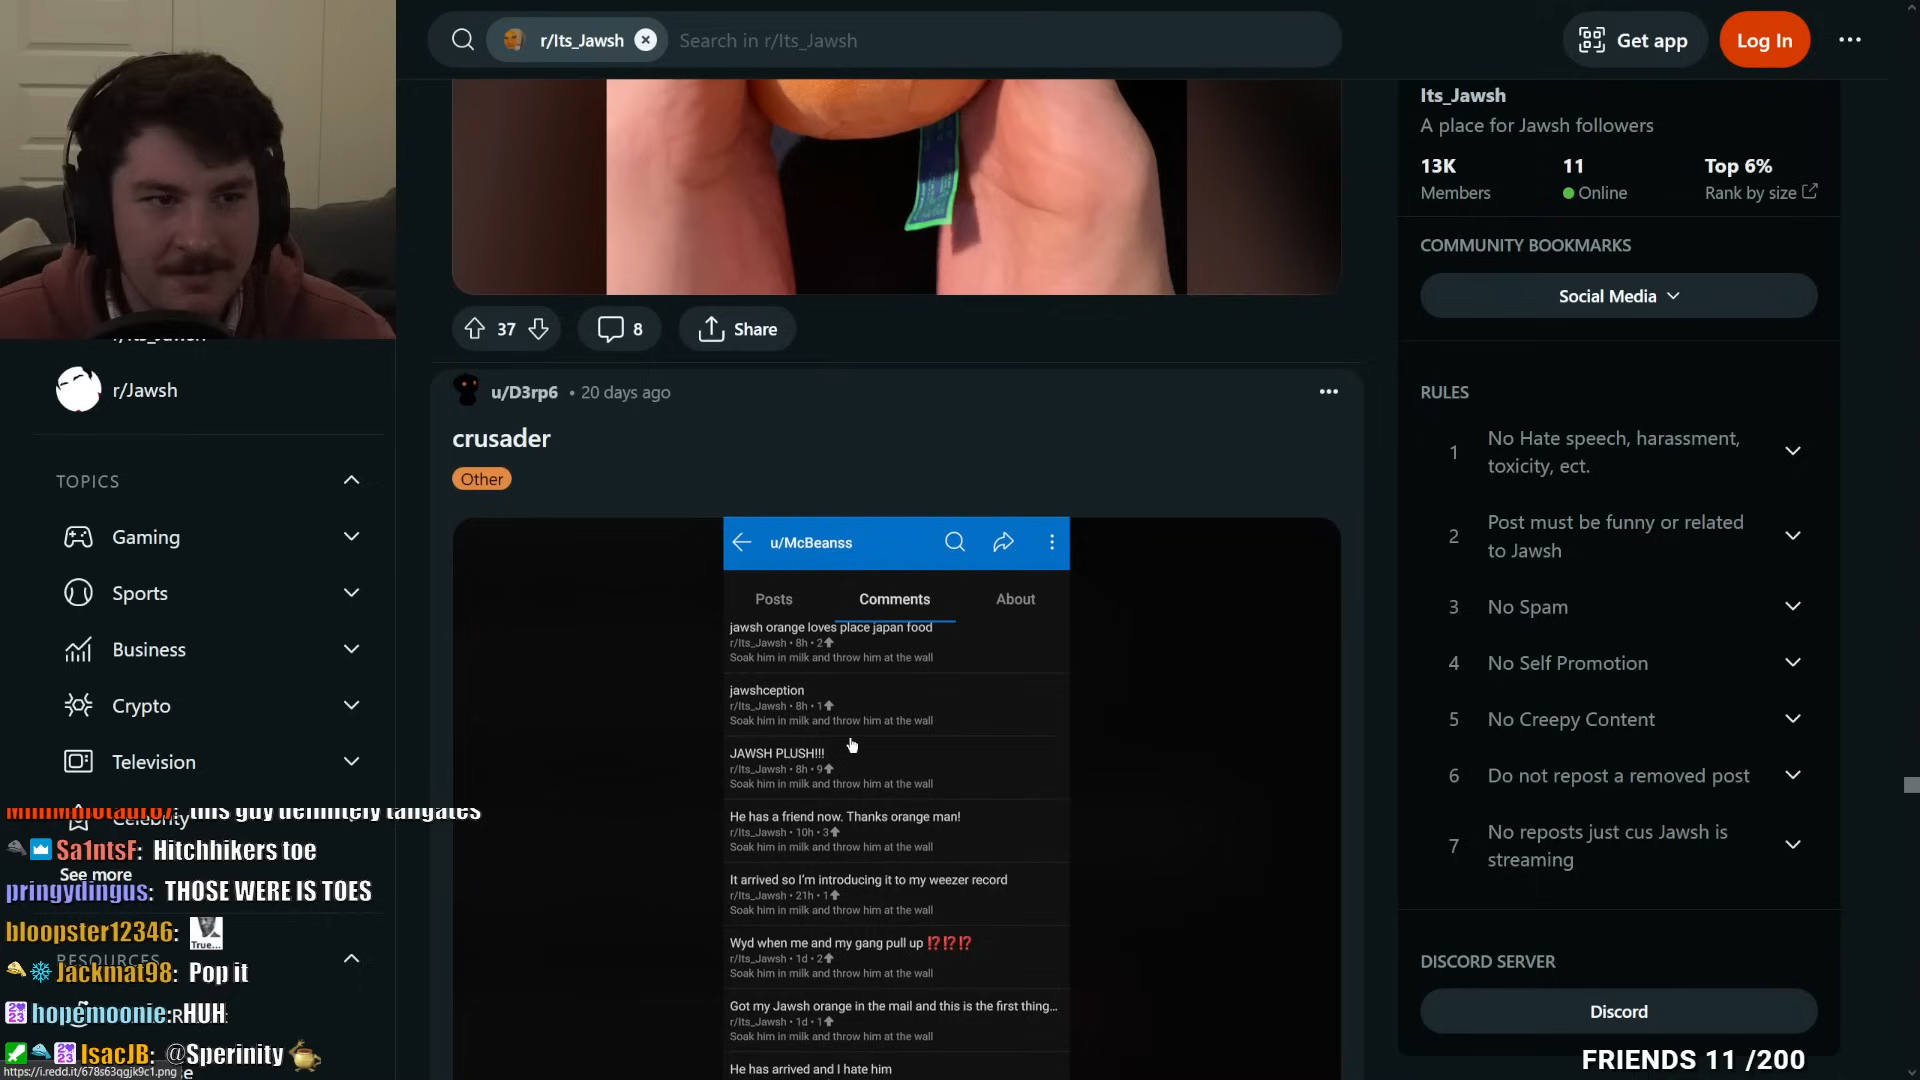 r/Its_Jawsh
Search in r/Its_Jawsh
Get app
Log In
37
8
Share
u/D3rp6 • 20 days ago
crusader
Other
u/McBeanss
Posts
Comments
About
jawsh orange loves place japan food
r/Its_Jawsh • 8h • 2
Soak him in milk and throw him at the wall
jawshception
r/Its_Jawsh • 8h • 1
Soak him in milk and throw him at the wall
JAWSH PLUSH!!!
r/Its_Jawsh • 8h • 9
Soak him in milk and throw him at the wall
He has a friend now. Thanks orange man!
r/Its_Jawsh • 10h • 3
Soak him in milk and throw him at the wall
It arrived so I'm introducing it to my weezer record
r/Its_Jawsh • 21h • 1
Soak him in milk and throw him at the wall
Wyd when me and my gang pull up ⁉️⁉️⁉️
r/Its_Jawsh • 1d • 2
Soak him in milk and throw him at the wall
Got my Jawsh orange in the mail and this is the first thing...
r/Its_Jawsh • 1d • 1
Soak him in milk and throw him at the wall
He has arrived and I hate him
Its_Jawsh
A place for Jawsh followers
13K
Members
11
Online
Top 6%
Rank by size
COMMUNITY BOOKMARKS
Social Media
RULES
1
No Hate speech, harassment,
toxicity, ect.
2
Post must be funny or related
to Jawsh
3
No Spam
4
No Self Promotion
5
No Creepy Content
6
Do not repost a removed post
7
No reposts just cus Jawsh is
streaming
DISCORD SERVER
Discord
FRIENDS 11 /200
r/Jawsh
TOPICS
Gaming
Sports
Business
Crypto
Television
Celebrity
See more
RESOURCES
this guy definitely tailgates
Sa1ntsF: Hitchhikers toe
pringydingus: THOSE WERE IS TOES
bloopster12346:
True...
Jackmat98: Pop it
hopemoonie: HUH
IsacJB: @Sperinity
https://i.redd.it/678s63qgjk9c1.png